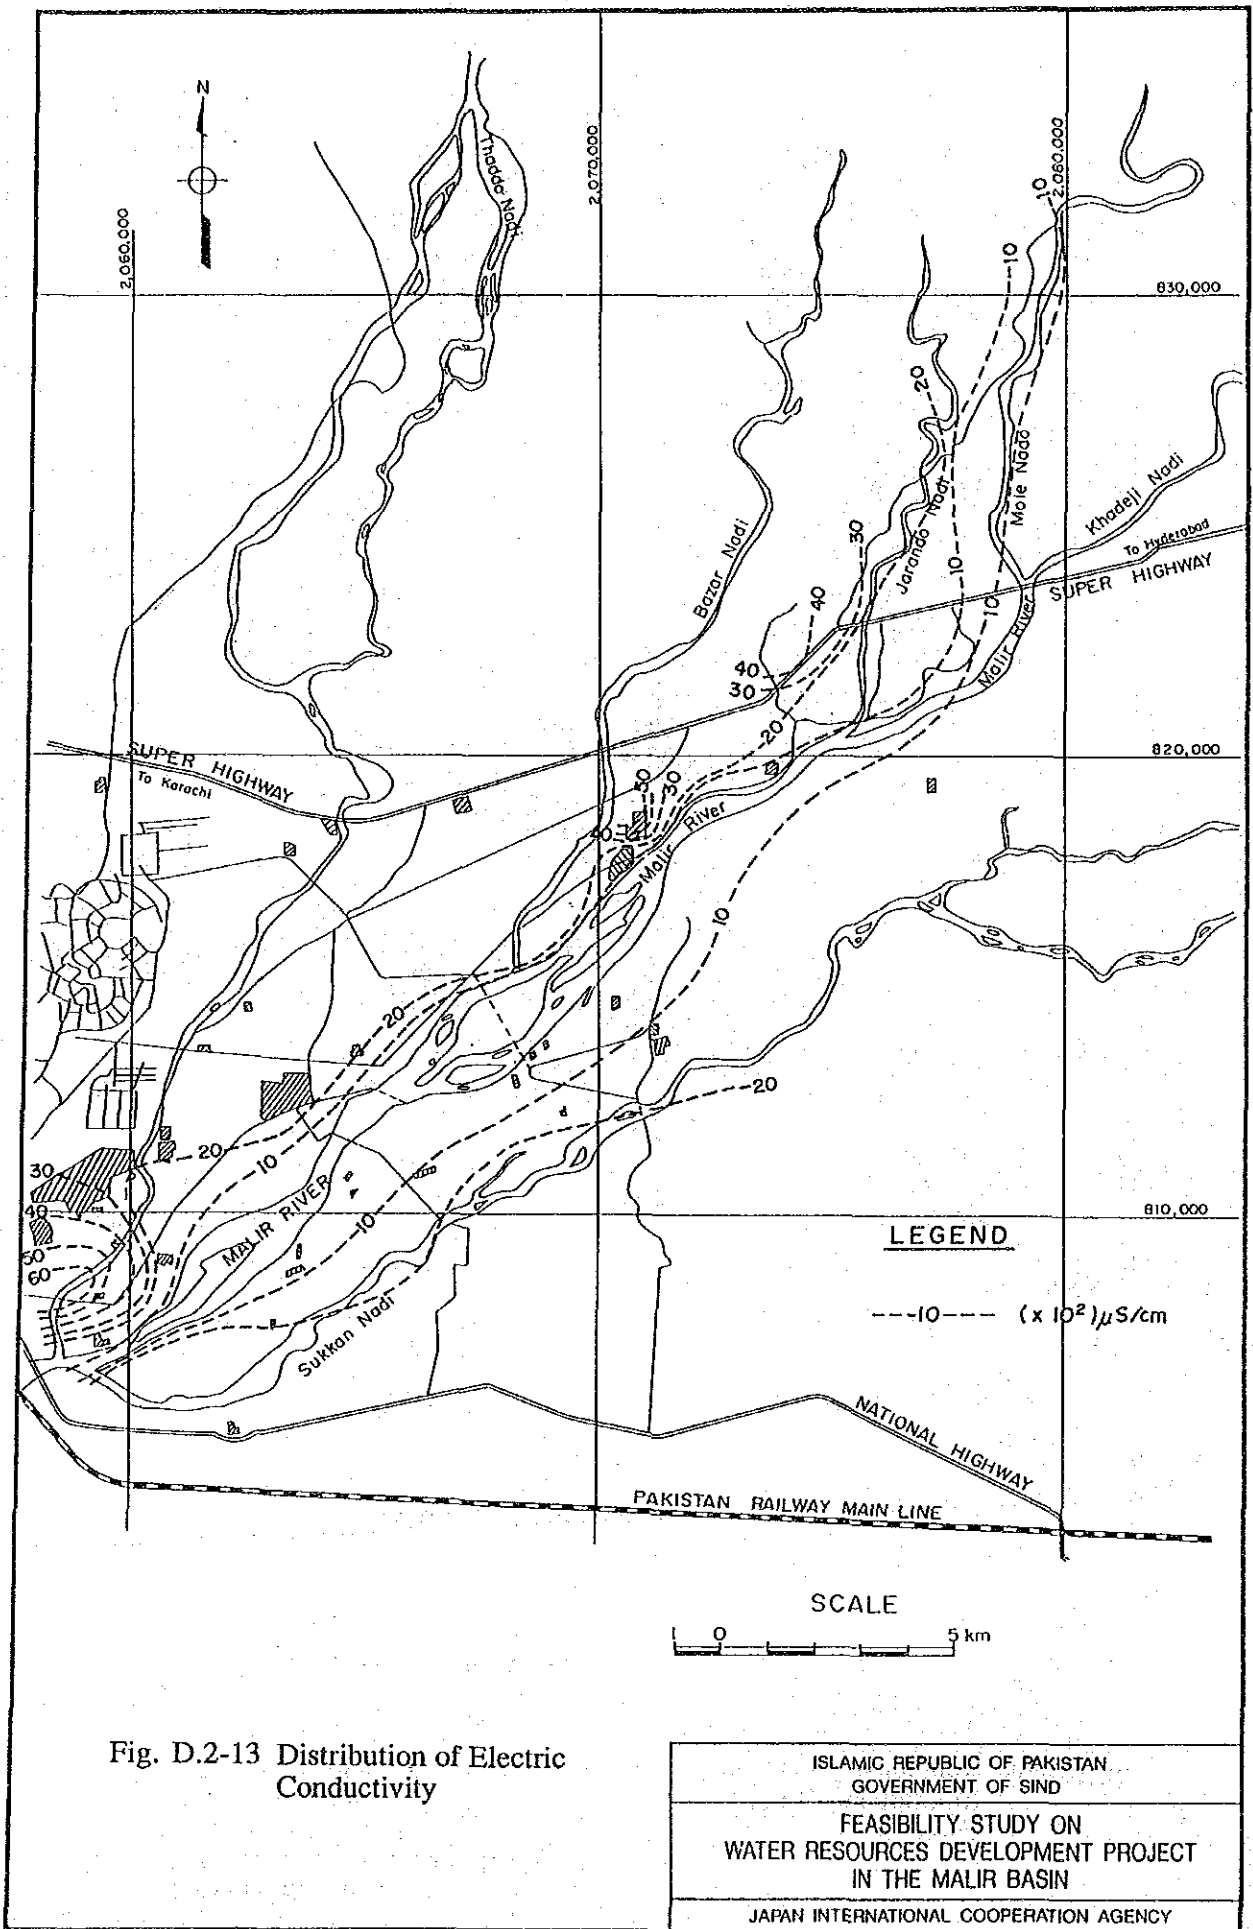 N
Thaddo Nadi
2,070,000
2,060,000
10
2,060,000
10
830,000
20
Mole Nado
Khadeji Nadi
30
Jarando Nadi
To Hyderabad
Bazar Nadi
10
SUPER HIGHWAY
40
10
Malir River
40
30
20
820,000
SUPER HIGHWAY
To Karachi
30
30
River
40
Malir
10
20
20
20
30
10
MALIR RIVER
40
10
810,000
LEGEND
50
60
---10--- (x 10²)μS/cm
Sukkan Nadi
NATIONAL HIGHWAY
PAKISTAN RAILWAY MAIN LINE
SCALE
1 0 5 km
Fig. D.2-13 Distribution of Electric
Conductivity
ISLAMIC REPUBLIC OF PAKISTAN
GOVERNMENT OF SIND
FEASIBILITY STUDY ON
WATER RESOURCES DEVELOPMENT PROJECT
IN THE MALIR BASIN
JAPAN INTERNATIONAL COOPERATION AGENCY